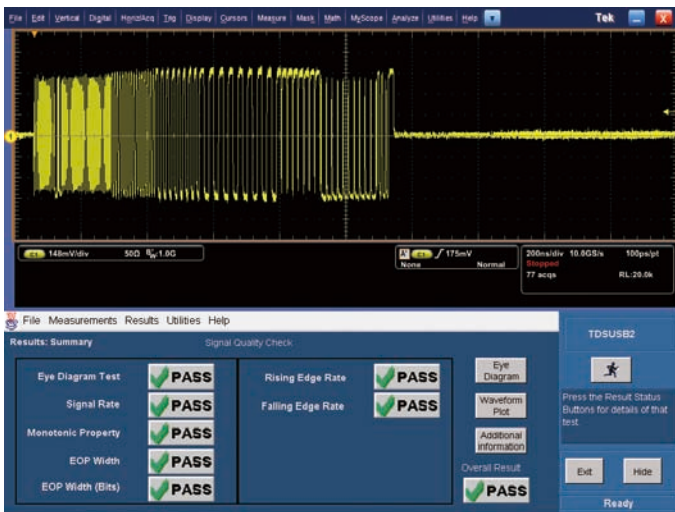 File Edit Vertical Digital Horiz/Acq Trig Display Cursors Measure Mask Math MyScope Analyze Utilities Help Tek X
1
C1 148mV/div 50Ω BW:1.0G
A' C1 175mV
None Normal
200ns/div 10.0GS/s 100ps/pt
Stopped
77 acqs RL:20.0k
File Measurements Results Utilities Help
Results: Summary Signal Quality Check
Eye Diagram Test PASS
Signal Rate PASS
Monotonic Property PASS
EOP Width PASS
EOP Width (Bits) PASS
Rising Edge Rate PASS
Falling Edge Rate PASS
Eye
Diagram
Waveform
Plot
Additional
Information
Overall Result
PASS
TDSUSB2
Press the Result Status
Buttons for details of that
test
Exit Hide
Ready